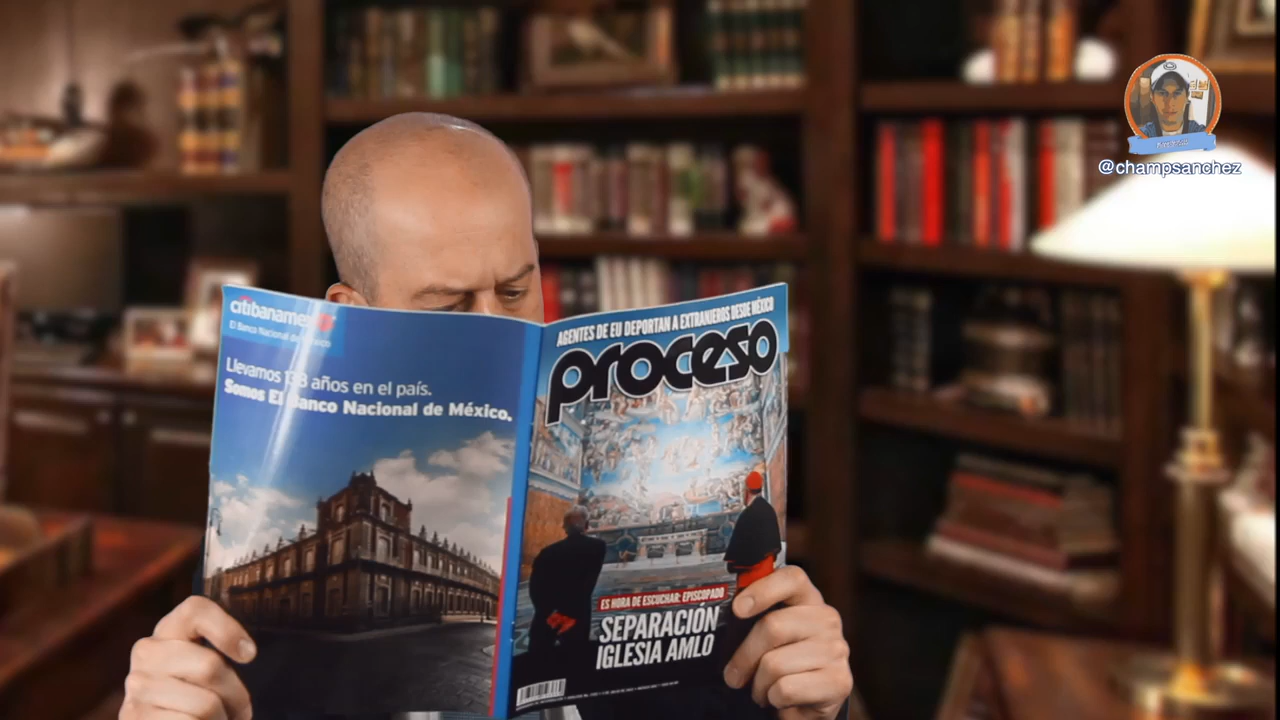 @champsanchez
citibaname
El Banco Nacional de México
Llevamos 138 años en el país.
Somos El Banco Nacional de México.
AGENTES DE EU DEPORTAN A EXTRANJEROS DESDE MÉXICO
proceso
ES HORA DE ESCUCHAR: EPISCOPADO
SEPARACIÓN
IGLESIA AMLO